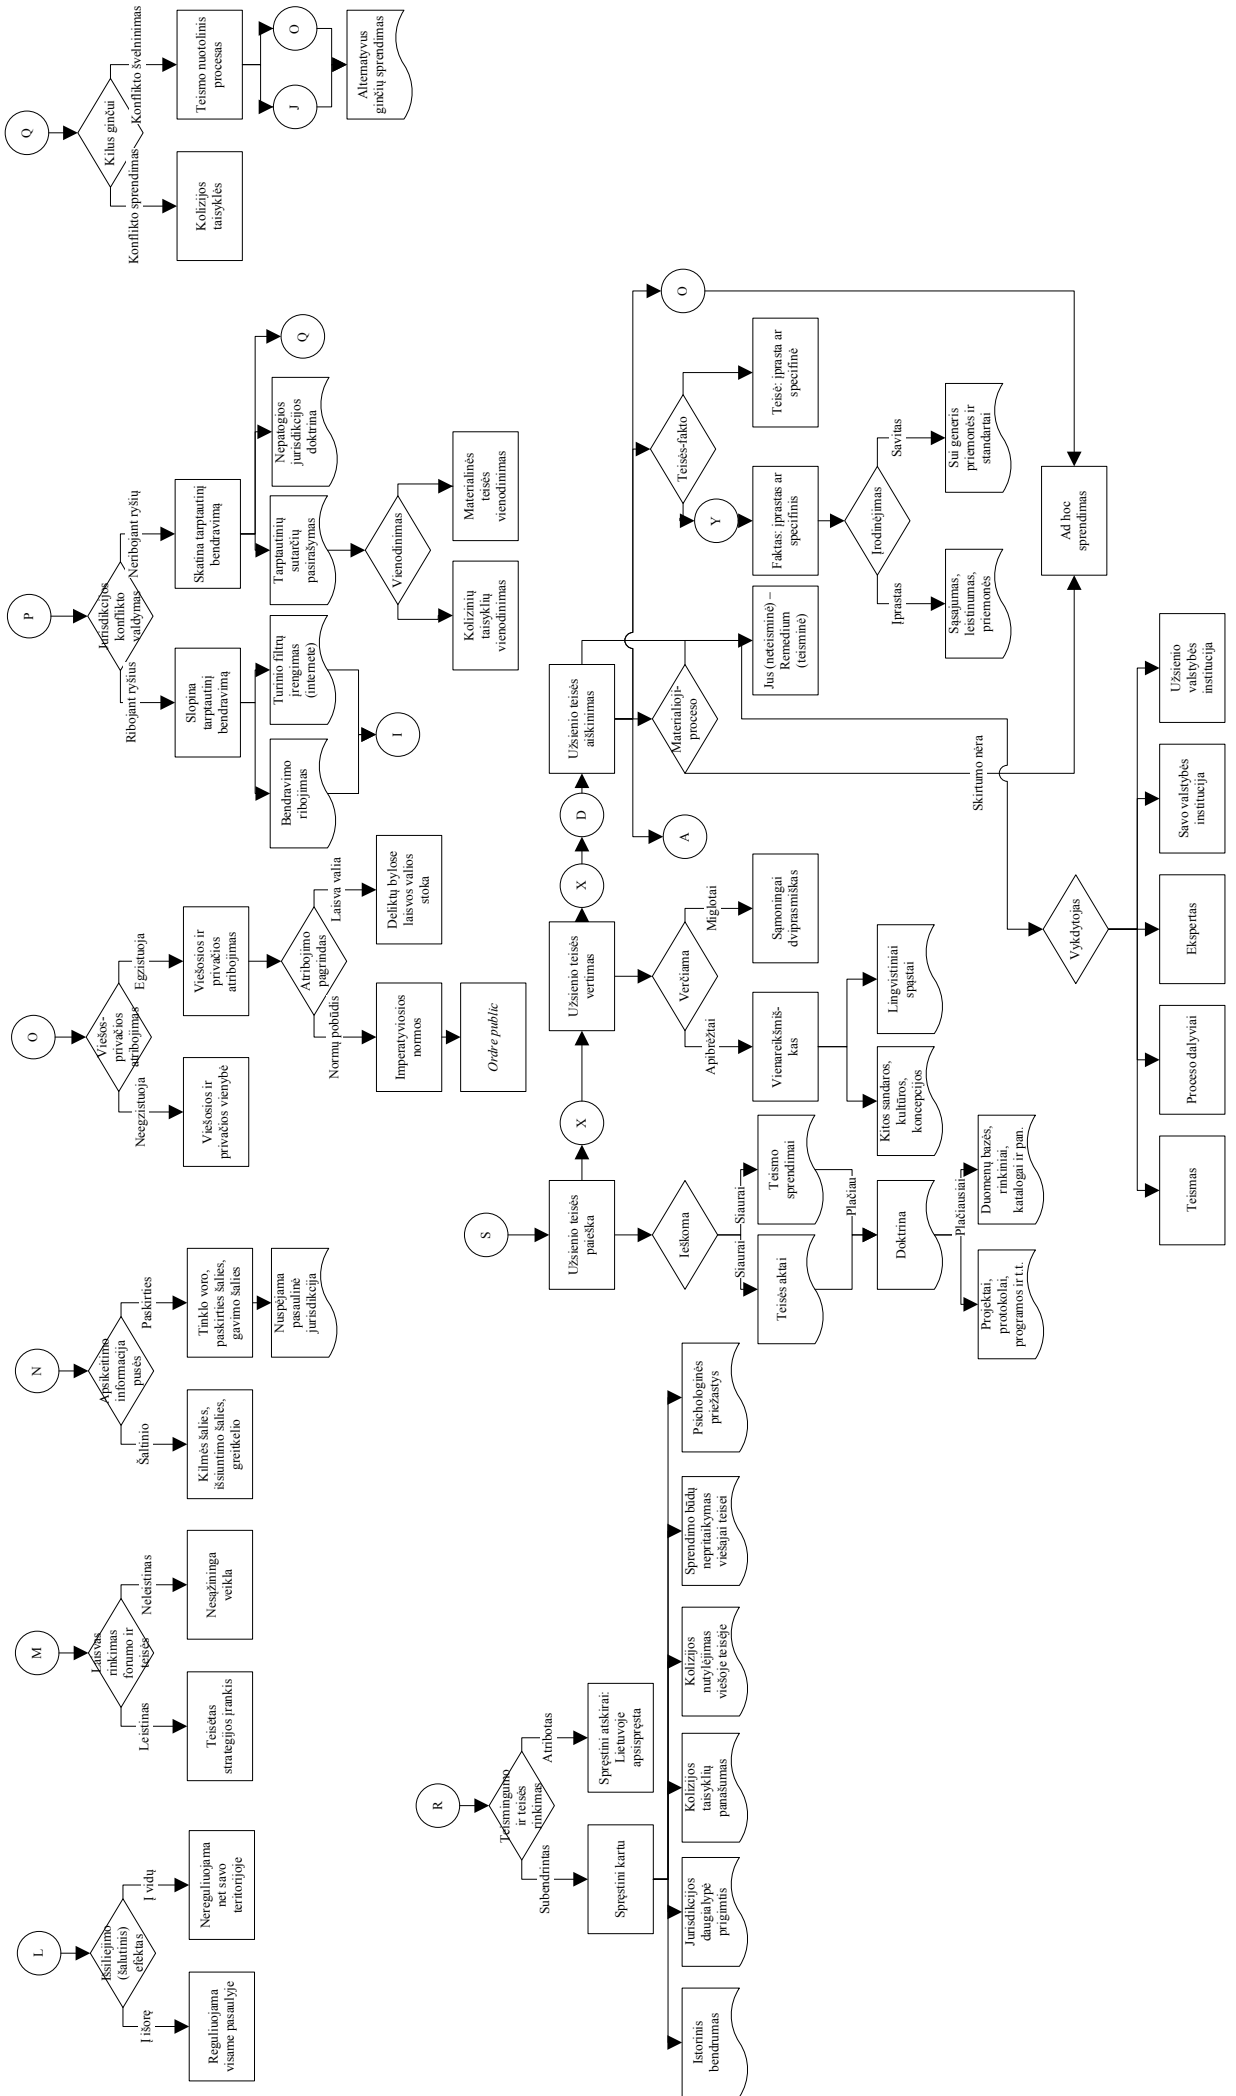 L
Išsiliejimo
(šalutinis)
efektas
Į išorę
Į vidų
Reguliuojama
visame pasaulyje
Nereguliuojama
net savo
teritorijoje
M
Laisvas
rinkimas
forumo ir
teisės
Leistinas
Neleistinas
Teisėtas
strategijos įrankis
Nesąžininga
veikla
N
Apsikeitimo
informacija
pusės
Šaltinio
Paskirties
Kilmės šalies,
išsiuntimo šalies,
greitkelio
Tinklo voro,
paskirties šalies,
gavimo šalies
Nuspėjama
pasaulinė
jurisdikcija
O
Viešos-
privačios
atribojimas
Neegzistuoja
Egzistuoja
Viešosios ir
privačios vienybė
Viešosios ir
privačios
atribojimas
Atribojimo
pagrindas
Normų pobūdis
Laisva valia
Imperatyviosios
normos
Deliktų bylose
laisvos valios
stoka
Ordre public
P
Jurisdikcijos
konflikto
valdymas
Ribojant ryšius
Neribojant ryšių
Slopina
tarptautinį
bendravimą
Skatina tarptautinį
bendravimą
Bendravimo
ribojimas
Turinio filtrų
įrengimas
(internete)
I
Tarptautinių
sutarčių
pasirašymas
Nepatogios
jurisdikcijos
doktrina
Q
Vienodinimas
Kolizinių
taisyklių
vienodinimas
Materialinės
teisės
vienodinimas
Q
Kilus ginčui
Konflikto sprendimas
Konflikto švelninimas
Kolizijos
taisyklės
Teismo nuotolinis
procesas
J
O
Alternatyvus
ginčių sprendimas
R
Teismingumo
ir teisės
rinkimas
Subendrintas
Atribotas
Spręstini kartu
Spręstini atskirai:
Lietuvoje
apsispręsta
Istorinis
bendrumas
Jurisdikcijos
daugialypė
prigimtis
Kolizijos
taisyklių
panašumas
Kolizijos
nutylėjimas
viešoje teisėje
Sprendimo būdų
nepritaikymas
viešajai teisei
Psichologinės
priežastys
S
Užsienio teisės
paieška
X
Užsienio teisės
vertimas
X
D
Užsienio teisės
aiškinimas
Ieškoma
Siaurai
Siaurai
Teisės aktai
Teismo
sprendimai
Plačiau
Doktrina
Plačiausiai
Projektai,
protokolai,
programos ir t.t.
Duomenų bazės,
rinkiniai,
katalogai ir pan.
Verčiama
Apibrėžtai
Miglotai
Vienareikšmiš-
kas
Sąmoningai
dviprasmiškas
Kitos sandaros,
kultūros,
koncepcijos
Lingvistiniai
spąstai
A
Materialioji-
proceso
Teisės-fakto
O
Jus (neteisminė) –
Remedium
(teisminė)
Y
Faktas: įprastas ar
specifinis
Teisė: įprasta ar
specifinė
Įrodinėjimas
Įprastas
Savitas
Sąsajumas,
leistinumas,
priemonės
Sui generis
priemonės ir
standartai
Skirtumo nėra
Ad hoc
sprendimas
Vykdytojas
Teismas
Proceso dalyviai
Ekspertas
Savo valstybės
institucija
Užsienio
valstybės
institucija